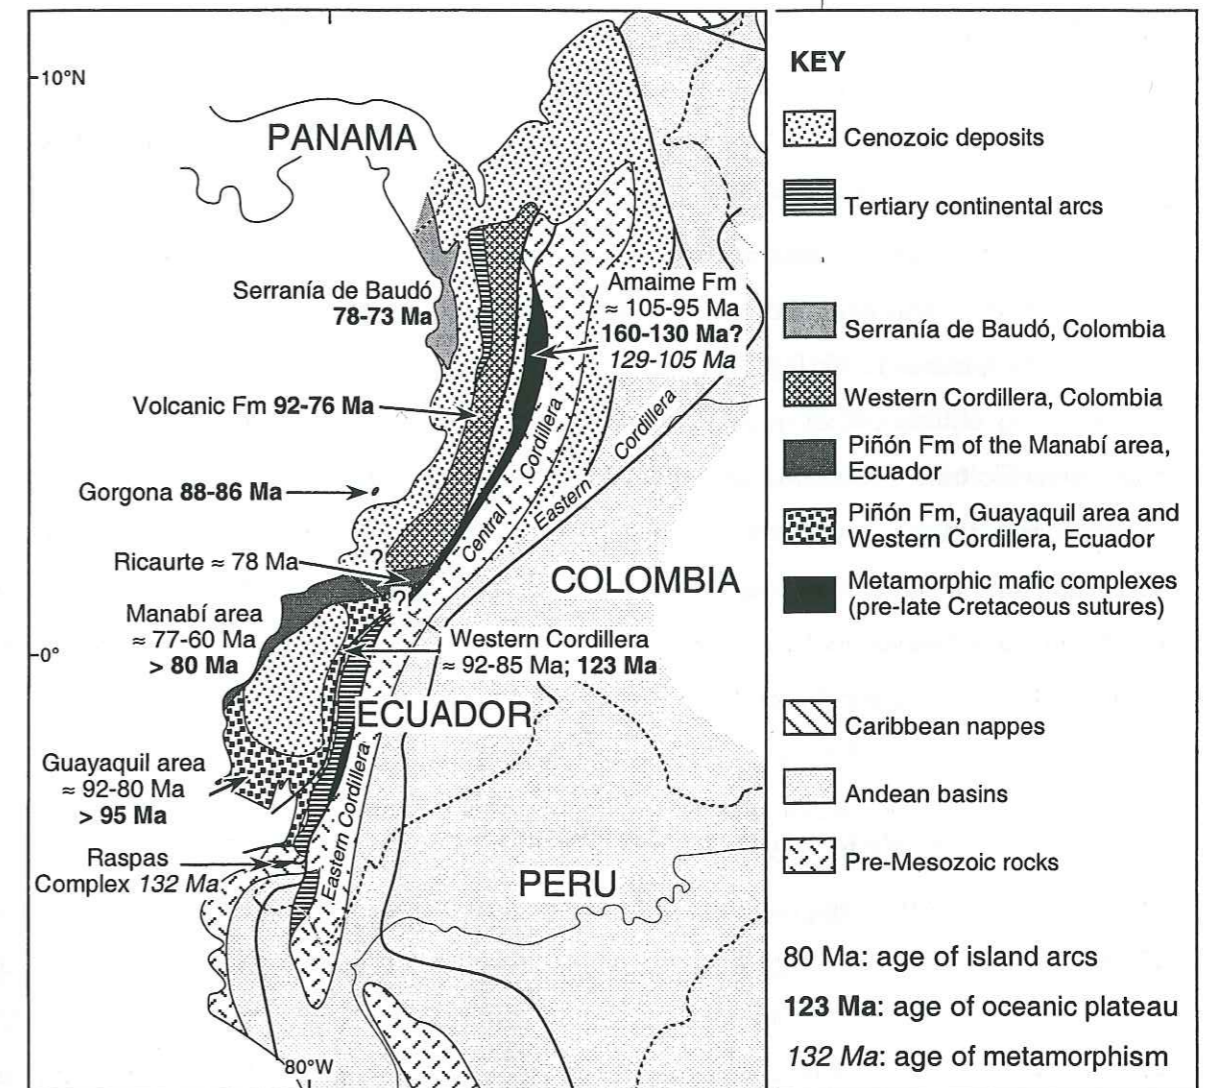 10°N
PANAMA
Serranía de Baudó
78-73 Ma
Amaime Fm
≈ 105-95 Ma
160-130 Ma?
129-105 Ma
Volcanic Fm 92-76 Ma
Gorgona 88-86 Ma
Central Cordillera
Eastern Cordillera
?
Ricaurte ≈ 78 Ma
?
COLOMBIA
Manabí area
≈ 77-60 Ma
> 80 Ma
0°
Western Cordillera
≈ 92-85 Ma; 123 Ma
ECUADOR
Guayaquil area
≈ 92-80 Ma
> 95 Ma
Eastern Cordillera
Raspas
Complex 132 Ma
PERU
80°W
KEY
Cenozoic deposits
Tertiary continental arcs
Serranía de Baudó, Colombia
Western Cordillera, Colombia
Piñón Fm of the Manabí area,
Ecuador
Piñón Fm, Guayaquil area and
Western Cordillera, Ecuador
Metamorphic mafic complexes
(pre-late Cretaceous sutures)
Caribbean nappes
Andean basins
Pre-Mesozoic rocks
80 Ma: age of island arcs
123 Ma: age of oceanic plateau
132 Ma: age of metamorphism